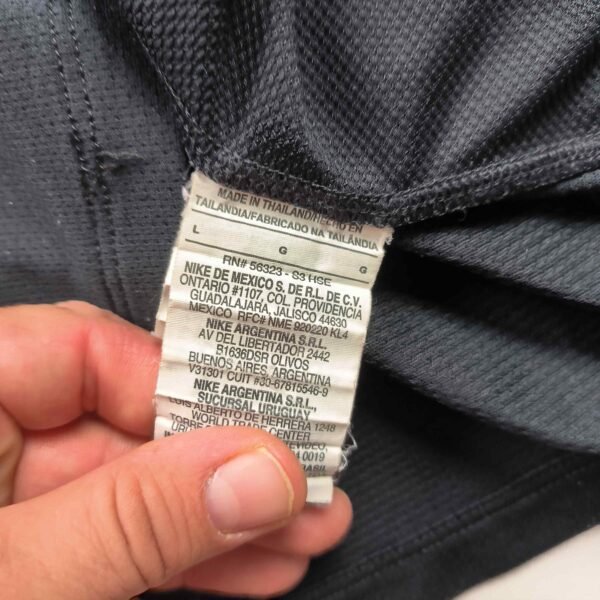 MADE IN THAILAND/HECHO EN
TAILANDIA/FABRICADO NA TAILÂNDIA
L G G
RN# 56323 - S3 HSE
NIKE DE MEXICO S. DE R.L. DE C.V.
ONTARIO #1107, COL. PROVIDENCIA
GUADALAJARA, JALISCO 44630
MEXICO RFC# NME 920220 KL4
NIKE ARGENTINA S.R.L.
AV DEL LIBERTADOR 2442
B1636DSR OLIVOS
BUENOS AIRES, ARGENTINA
V31301 CUIT #30-67815546-9
NIKE ARGENTINA S.R.L.,
SUCURSAL URUGUAY
LUIS ALBERTO DE HERRERA 1248
WORLD TRADE CENTER
TORRE
0019